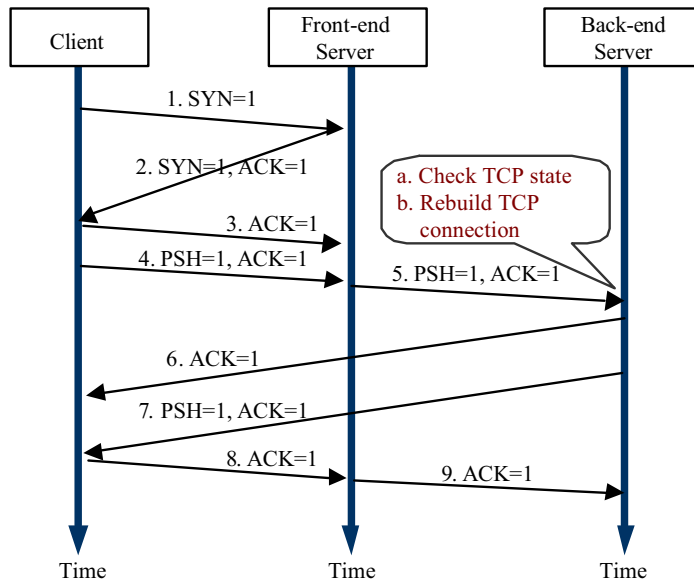 Client
Front-end
Server
Back-end
Server
1. SYN=1
2. SYN=1, ACK=1
a. Check TCP state
b. Rebuild TCP
connection
3. ACK=1
4. PSH=1, ACK=1
5. PSH=1, ACK=1
6. ACK=1
7. PSH=1, ACK=1
8. ACK=1
9. ACK=1
Time
Time
Time